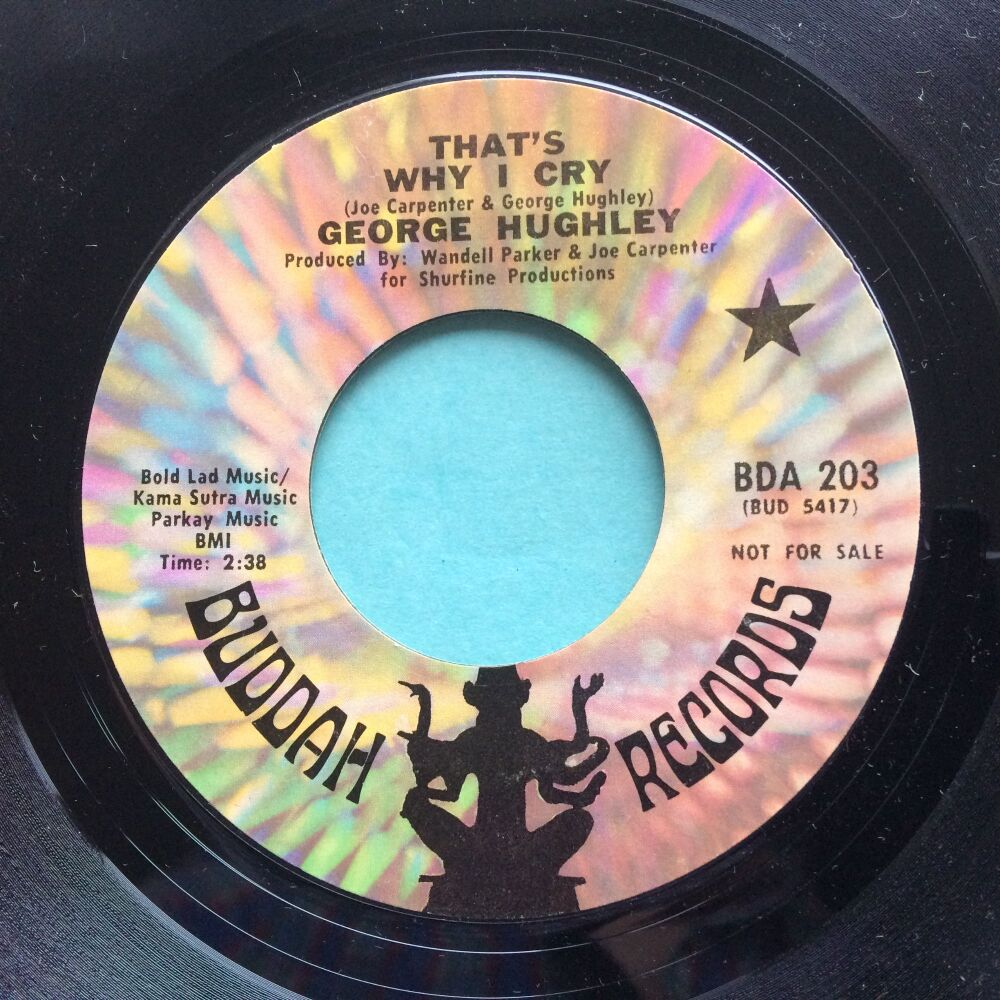 THAT'S
WHY I CRY
(Joe Carpenter & George Hughley)
GEORGE HUGHLEY
Produced By: Wandell Parker & Joe Carpenter
for Shurfine Productions
Bold Lad Music/
Kama Sutra Music
Parkay Music
BMI
Time: 2:38
BDA 203
(BUD 5417)
NOT FOR SALE
BUDDAH RECORDS